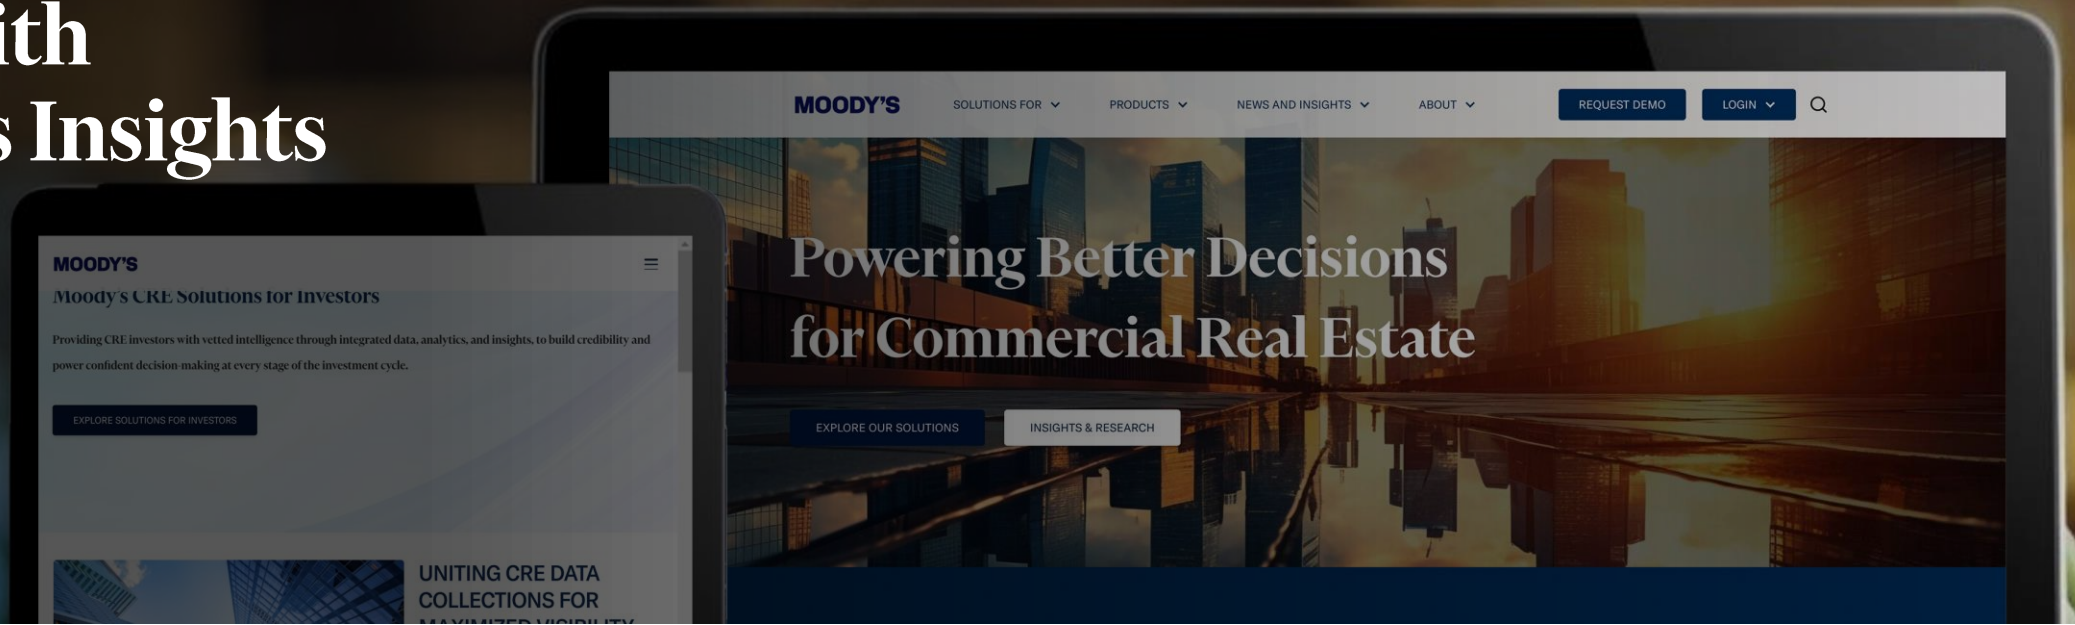 ith
s Insights
MOODY'S
SOLUTIONS FOR
PRODUCTS
NEWS AND INSIGHTS
ABOUT
REQUEST DEMO
LOGIN
Powering Better Decisions
for Commercial Real Estate
EXPLORE OUR SOLUTIONS
INSIGHTS & RESEARCH
MOODY'S
Moody's CRE Solutions for Investors
Providing CRE investors with vetted intelligence through integrated data, analytics, and insights, to build credibility and
power confident decision-making at every stage of the investment cycle.
EXPLORE SOLUTIONS FOR INVESTORS
UNITING CRE DATA
COLLECTIONS FOR
MAXIMIZED VISIBILITY